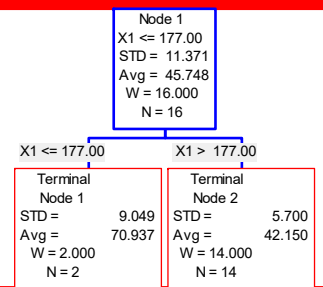 Node 1
X1 <= 177.00
STD = 11.371
Avg = 45.748
W = 16.000
N = 16
X1 <= 177.00
X1 > 177.00
Terminal
Node 1
STD = 9.049
Avg = 70.937
W = 2.000
N = 2
Terminal
Node 2
STD = 5.700
Avg = 42.150
W = 14.000
N = 14